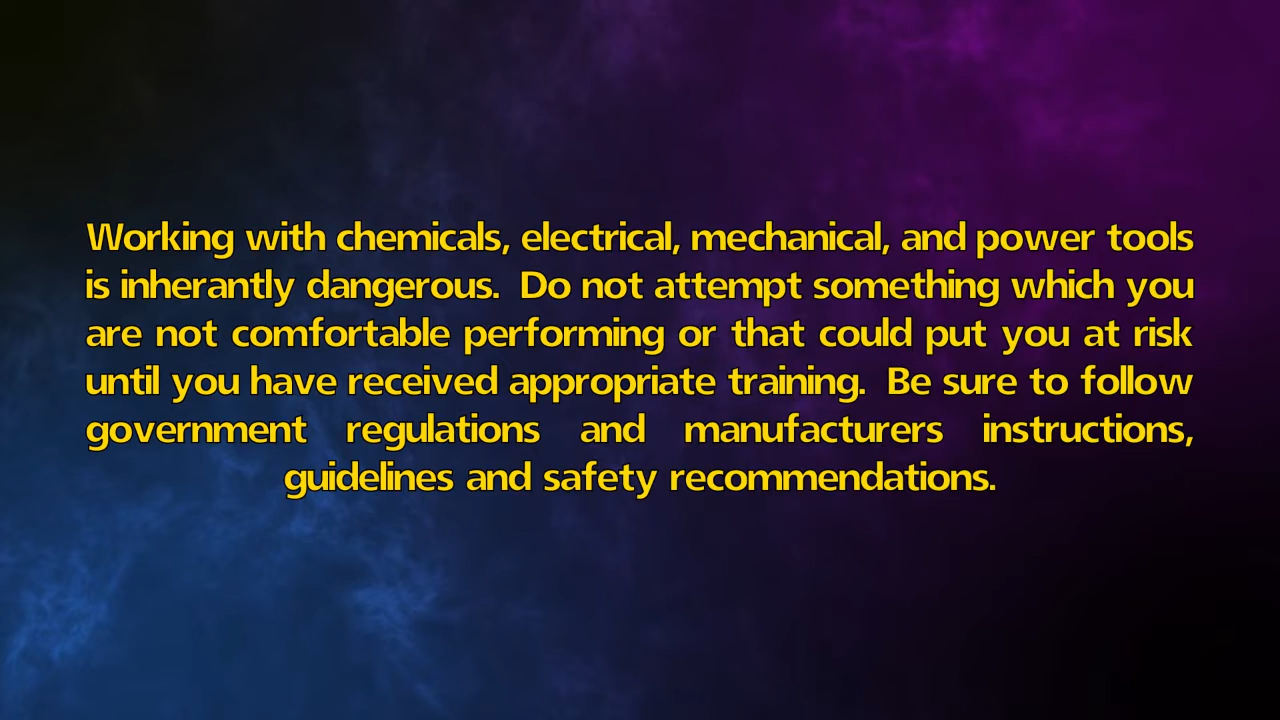 Working with chemicals, electrical, mechanical, and power tools
is inherantly dangerous.  Do not attempt something which you
are not comfortable performing or that could put you at risk
until you have received appropriate training.  Be sure to follow
government regulations and manufacturers instructions,
guidelines and safety recommendations.